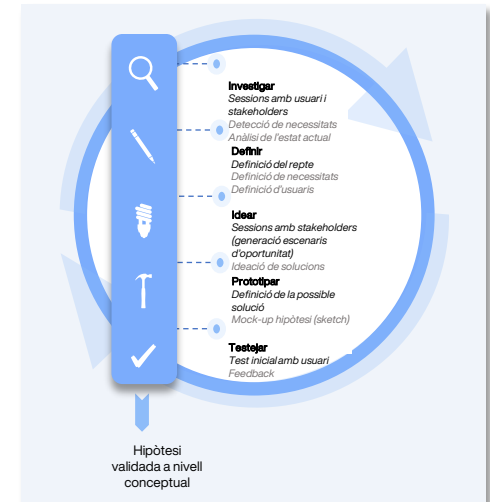 Investigar
Sessions amb usuari i
stakeholders
Detecció de necessitats
Anàlisi de l'estat actual
Definir
Definició del repte
Definició de necessitats
Definició d'usuaris
Idear
Sessions amb stakeholders
(generació escenaris
d'oportunitat)
Ideació de solucions
Prototipar
Definició de la possible
solució
Mock-up hipòtesi (sketch)
Testejar
Test inicial amb usuari
Feedback
Hipòtesi
validada a nivell
conceptual